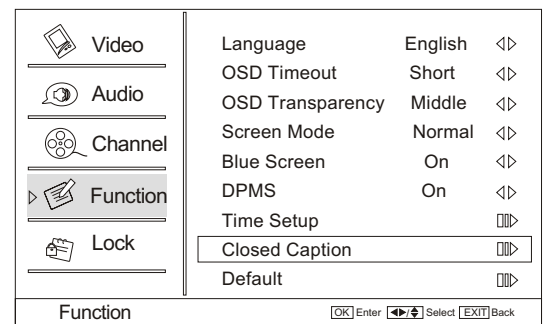 Video
Audio
Channel
Function
Lock
Language English
OSD Timeout Short
OSD Transparency Middle
Screen Mode Normal
Blue Screen On
DPMS On
Time Setup
Closed Caption
Default
Function OK Enter ◀▶/▲▼ Select EXIT Back